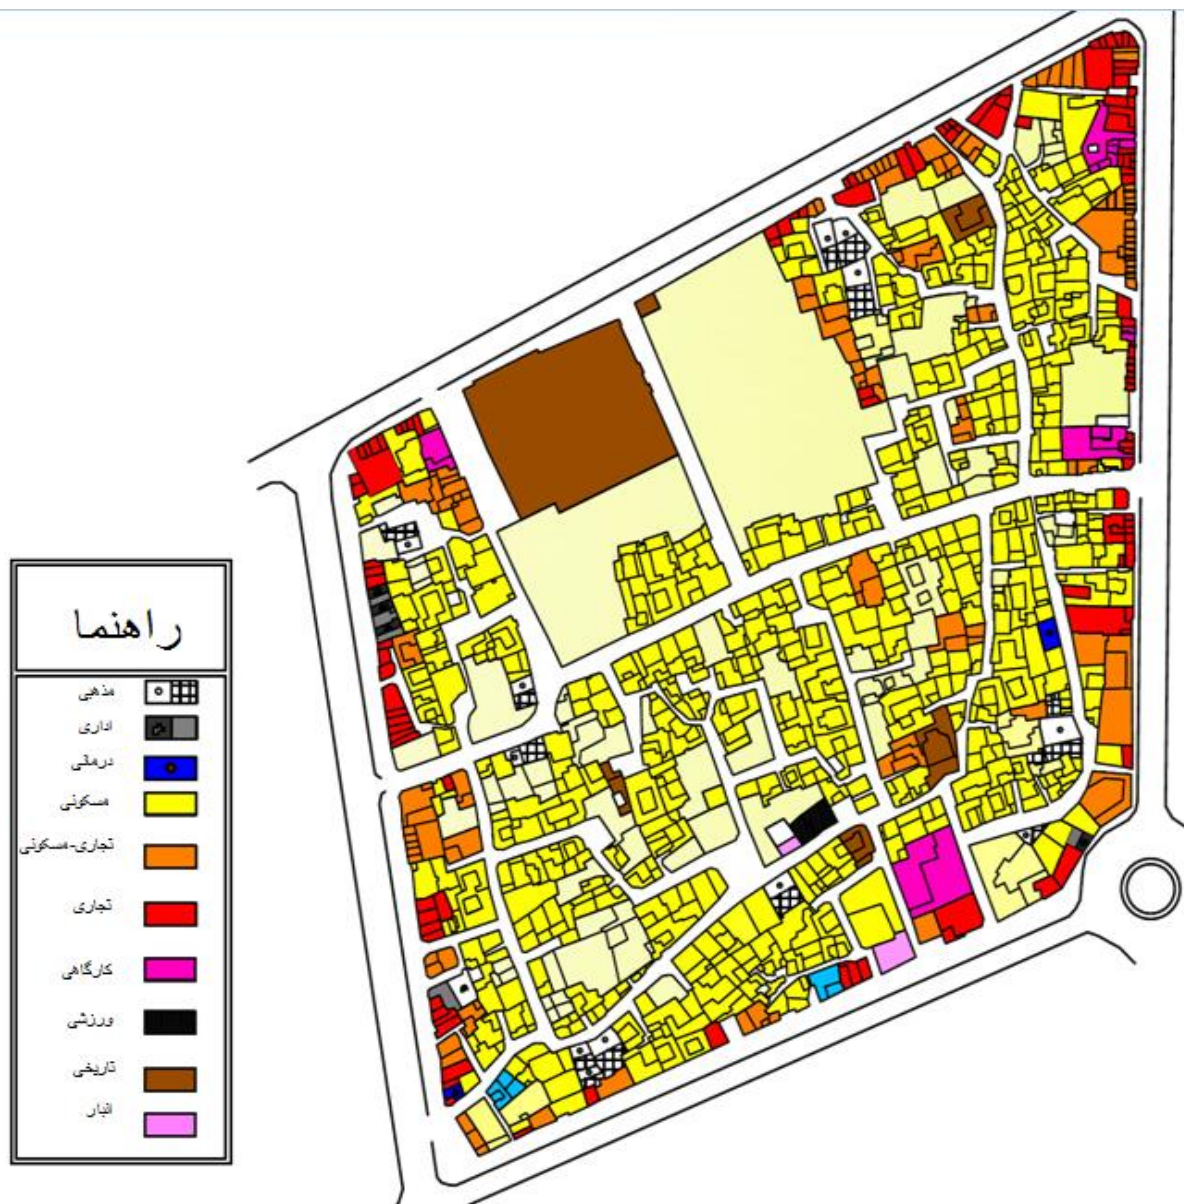 راهنما
مذهبی
اداری
درمانی
مسکونی
تجاری-مسکونی
تجاری
کارگاهی
ورزشی
تاریخی
انبار